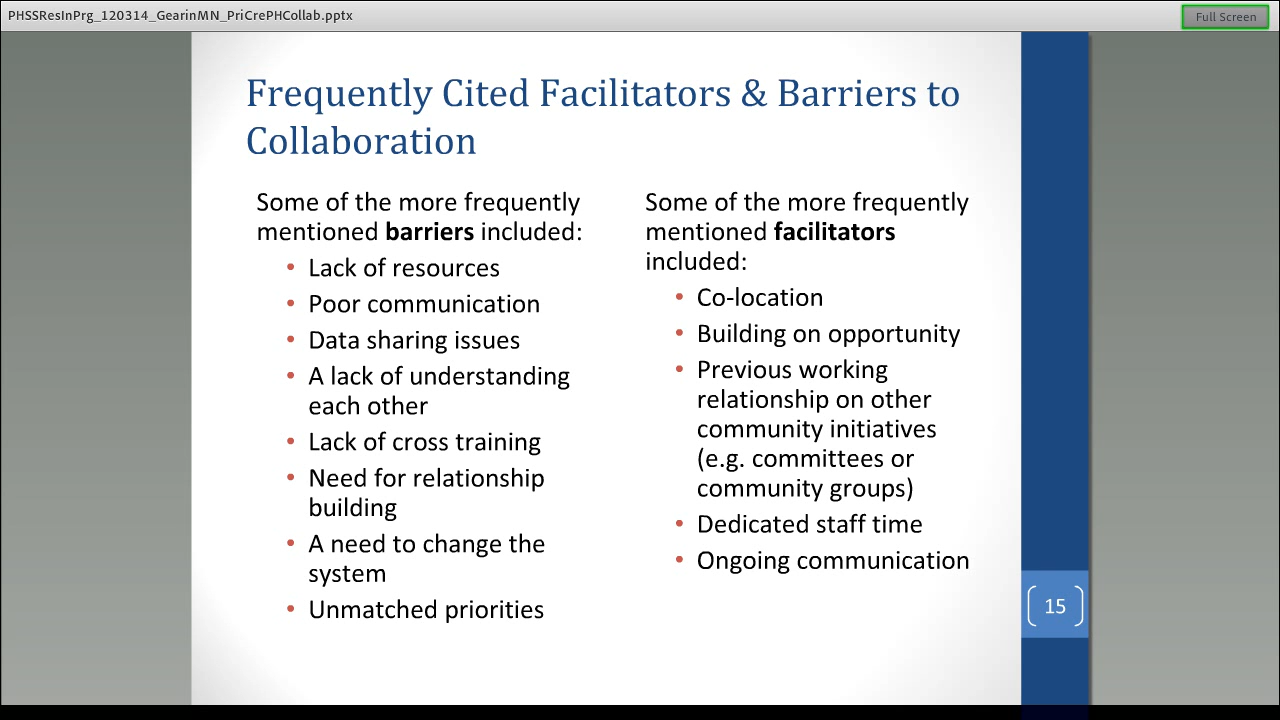 PHSSResInPrg_120314_GearinMN_PriCrePHCollab.pptx
Full Screen
Frequently Cited Facilitators & Barriers to
Collaboration
Some of the more frequently
mentioned barriers included:
• Lack of resources
• Poor communication
• Data sharing issues
• A lack of understanding
each other
• Lack of cross training
• Need for relationship
building
• A need to change the
system
• Unmatched priorities
Some of the more frequently
mentioned facilitators
included:
• Co-location
• Building on opportunity
• Previous working
relationship on other
community initiatives
(e.g. committees or
community groups)
• Dedicated staff time
• Ongoing communication
15